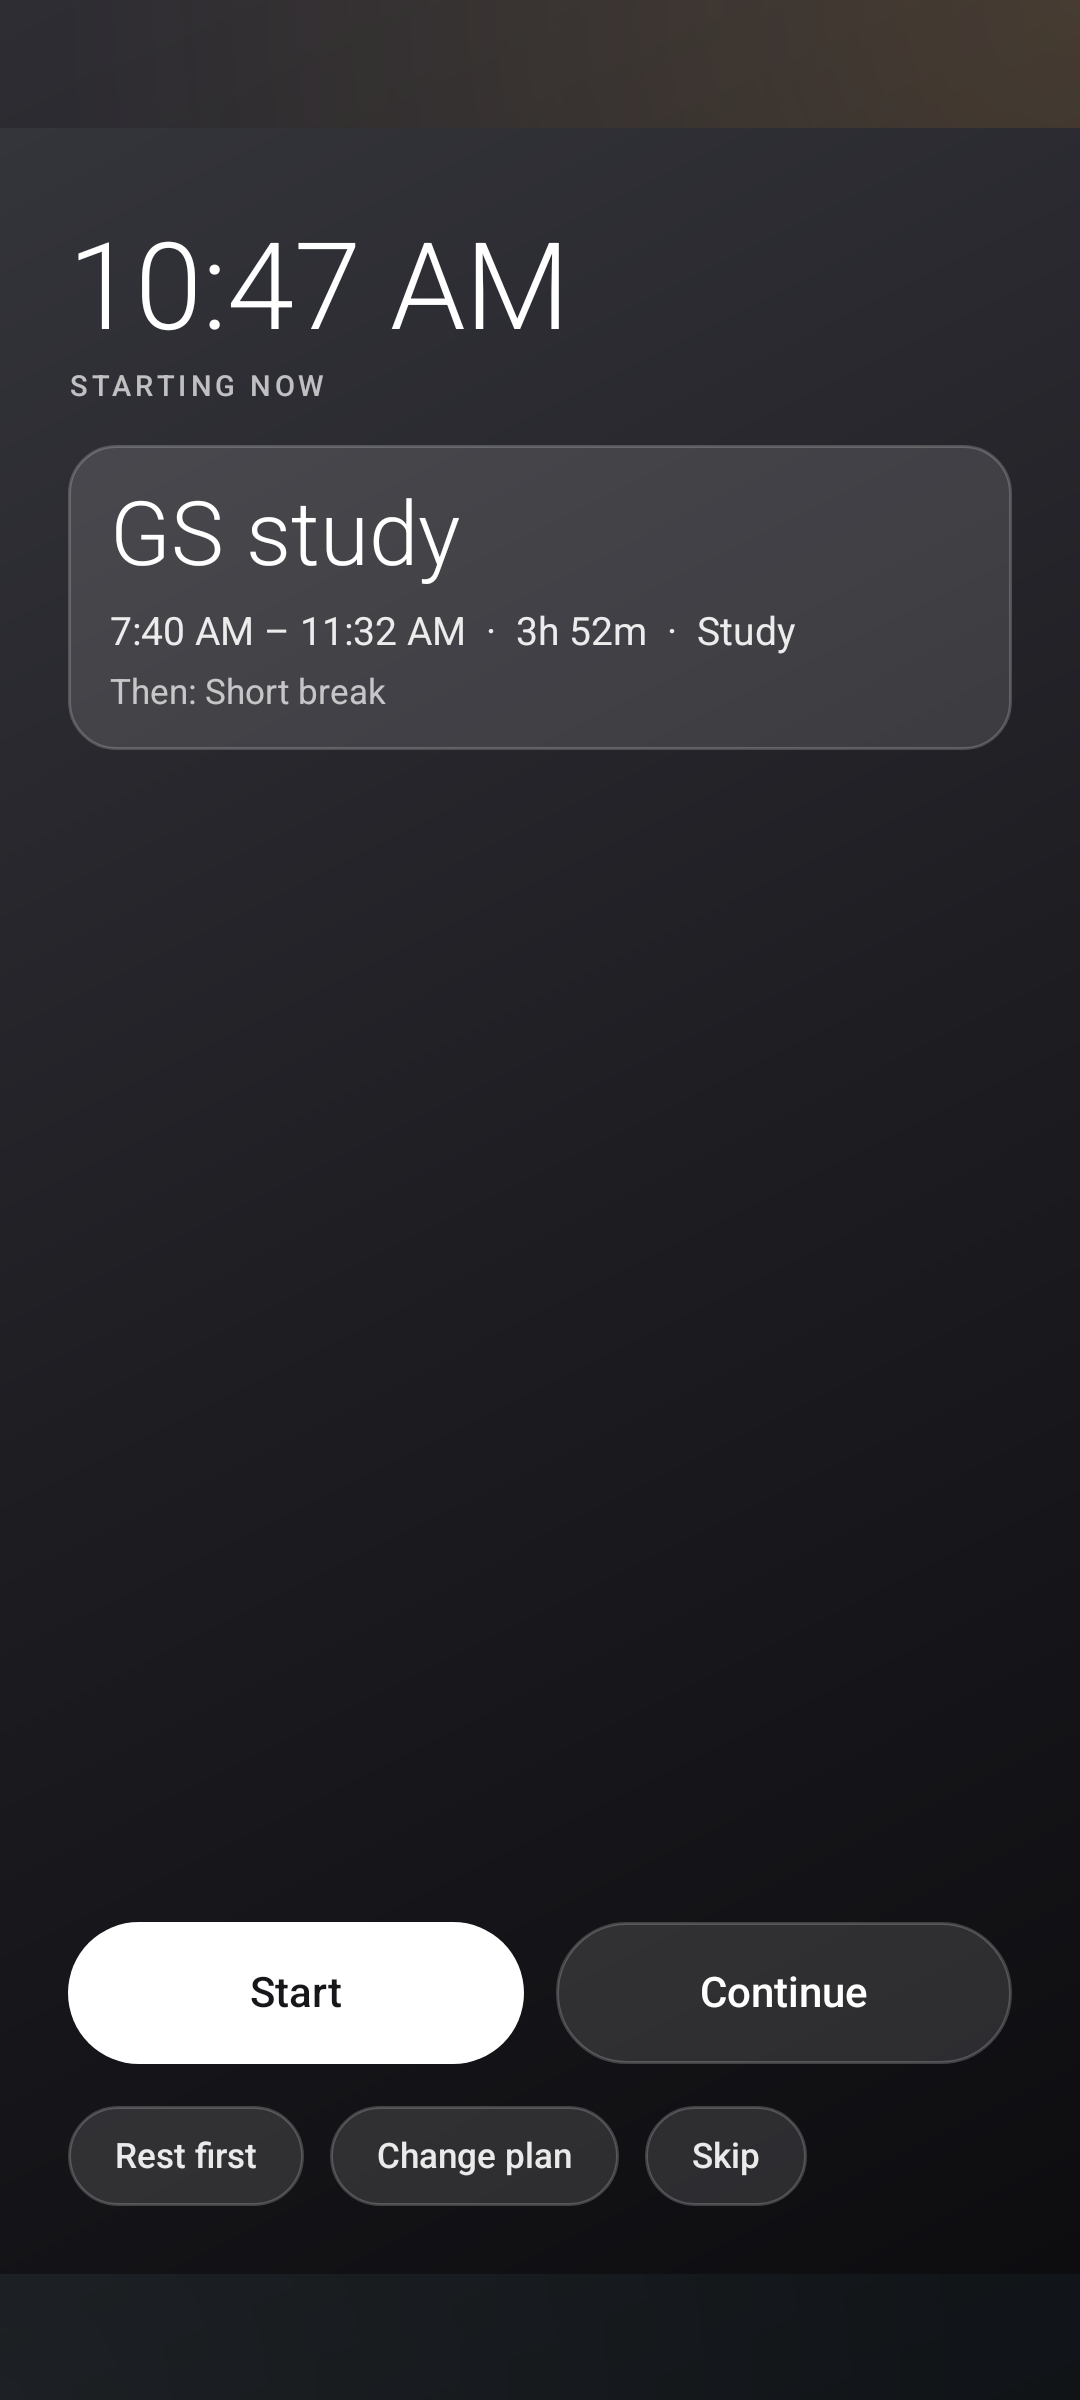 10:47 AM
STARTING NOW
GS study
7:40 AM – 11:32 AM · 3h 52m · Study
Then: Short break
Start
Continue
Rest first
Change plan
Skip